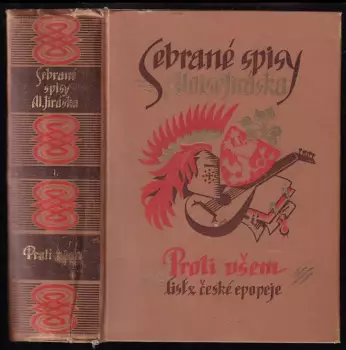 Sebrané
spisy
Al. Jiráska
I.
Proti všem
Sebrané spisy
Aloise Jiráska
Proti všem
list z české epopeje